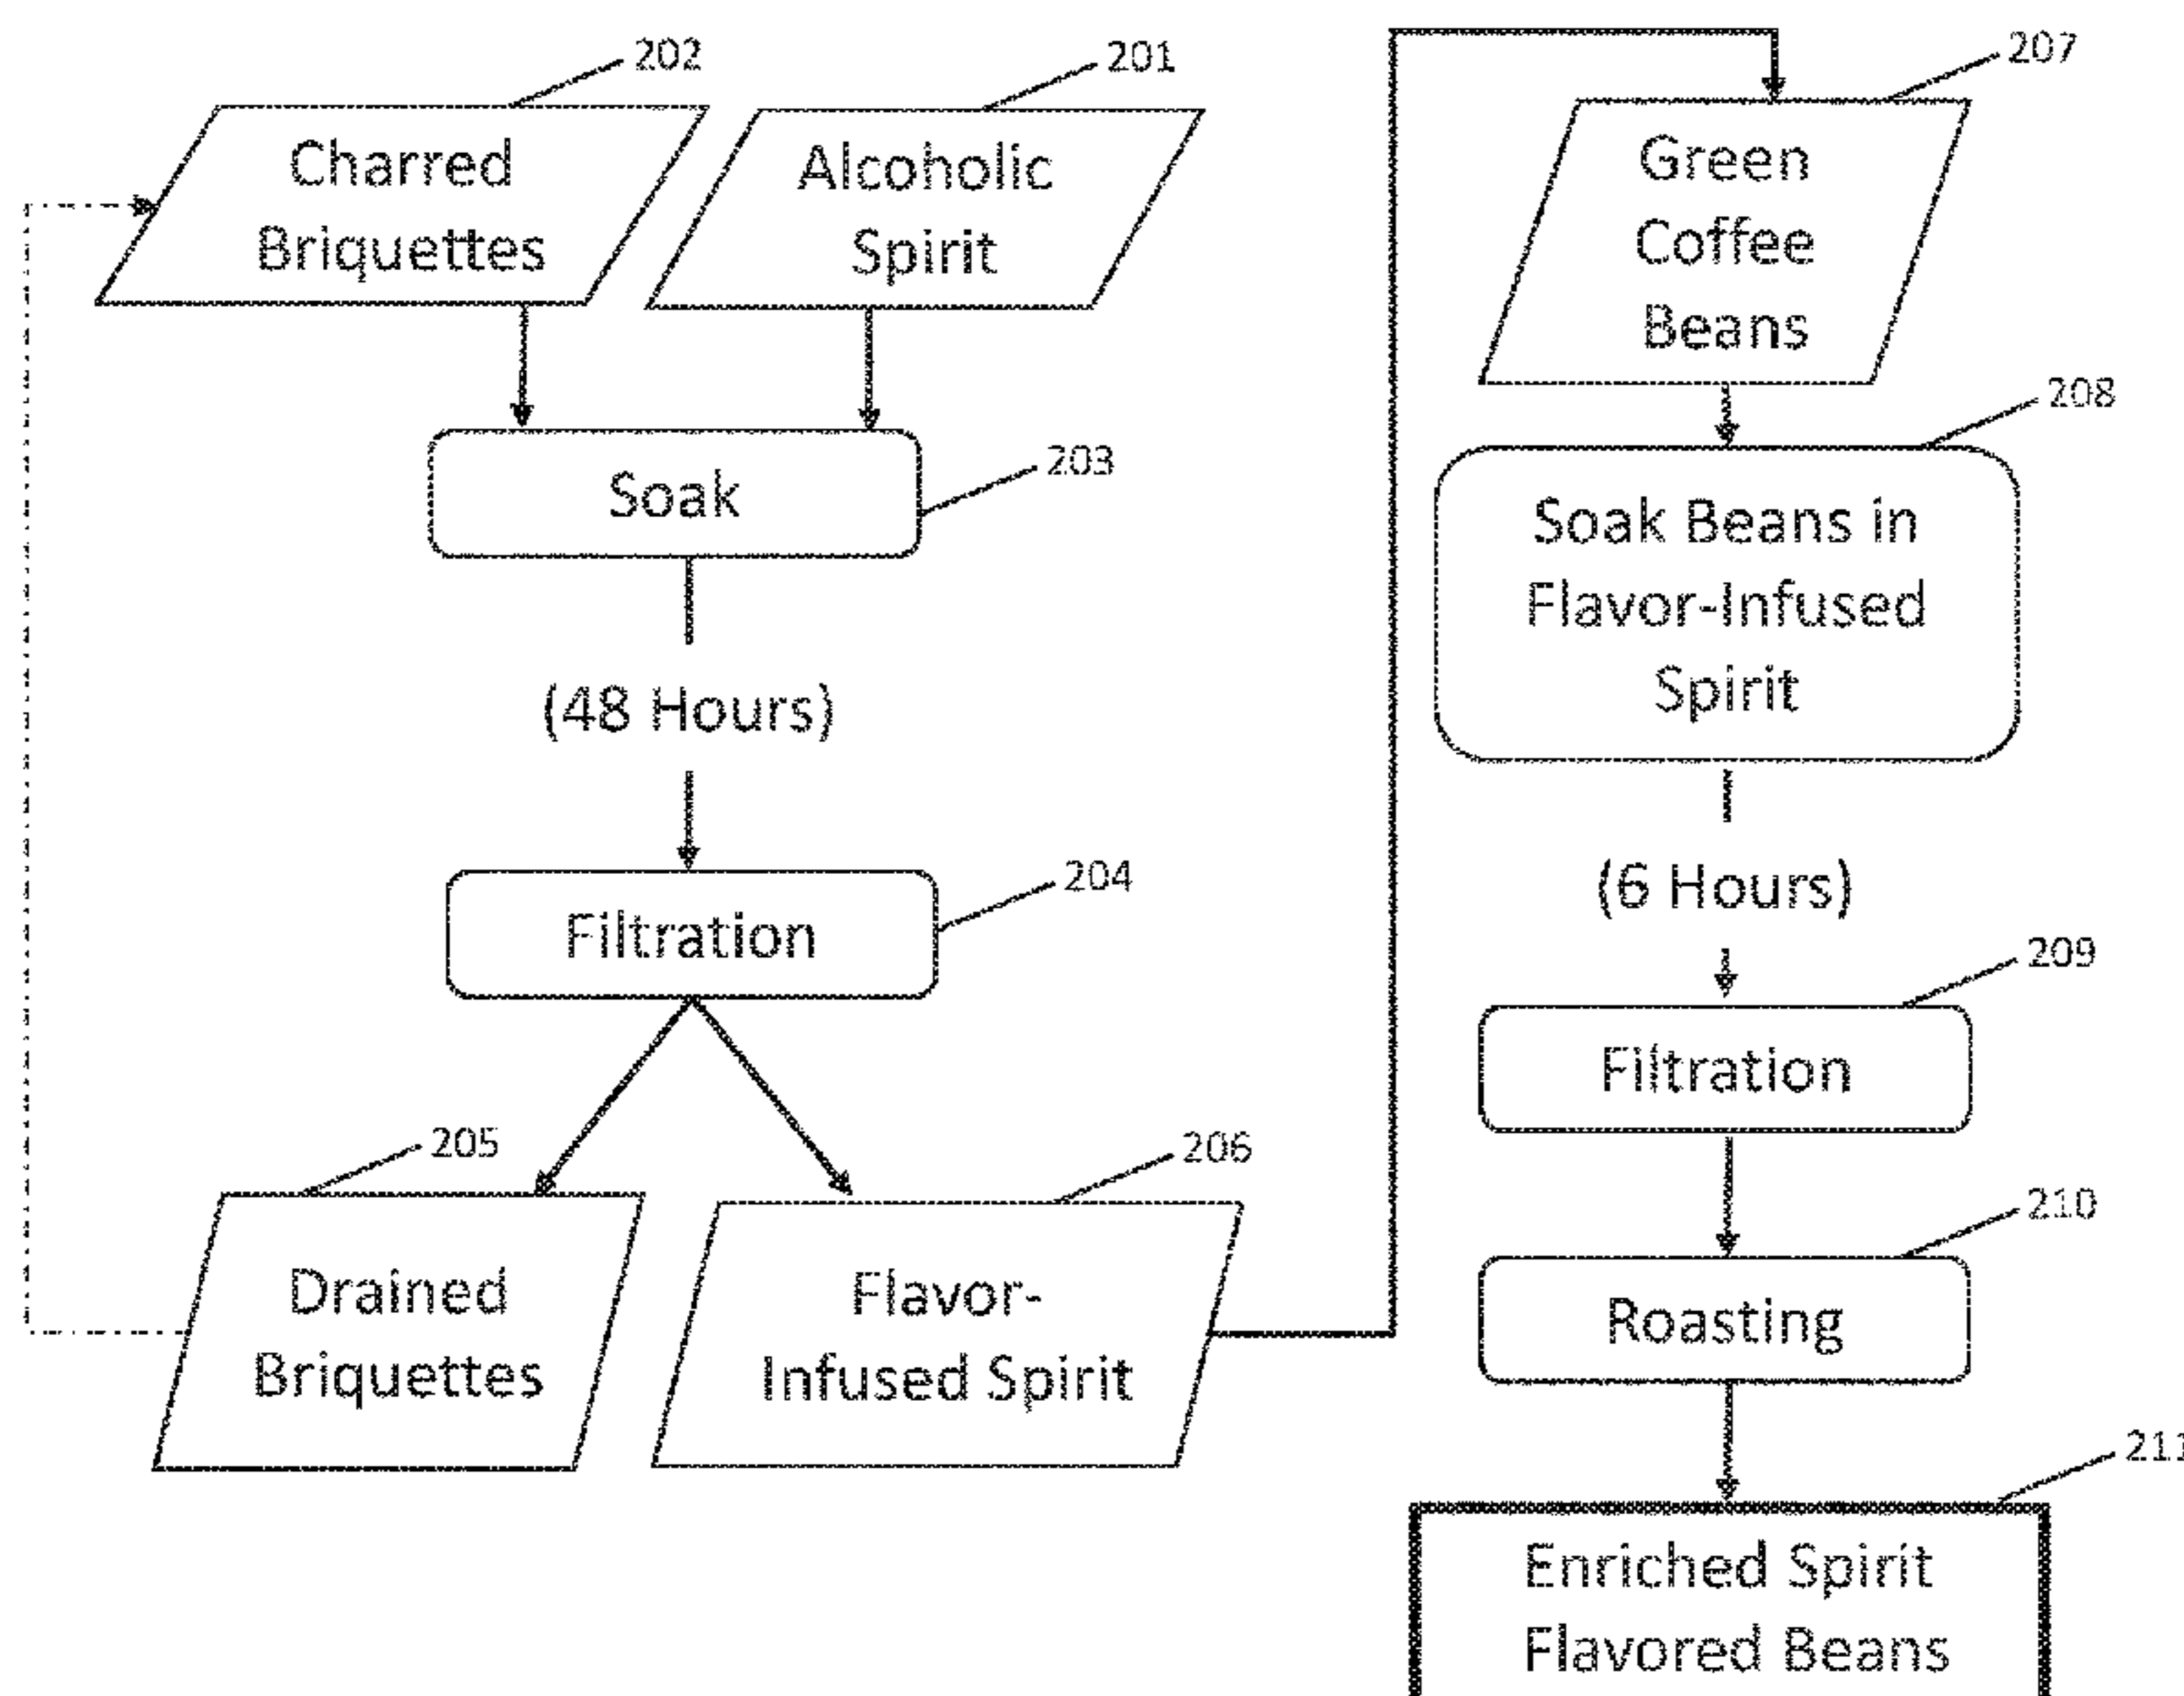 202
Charred
Briquettes
201
Alcoholic
Spirit
Soak
203
(48 Hours)
Filtration
204
205
Drained
Briquettes
206
Flavor-
Infused Spirit
207
Green
Coffee
Beans
208
Soak Beans in
Flavor-Infused
Spirit
(6 Hours)
209
Filtration
210
Roasting
211
Enriched Spirit
Flavored Beans